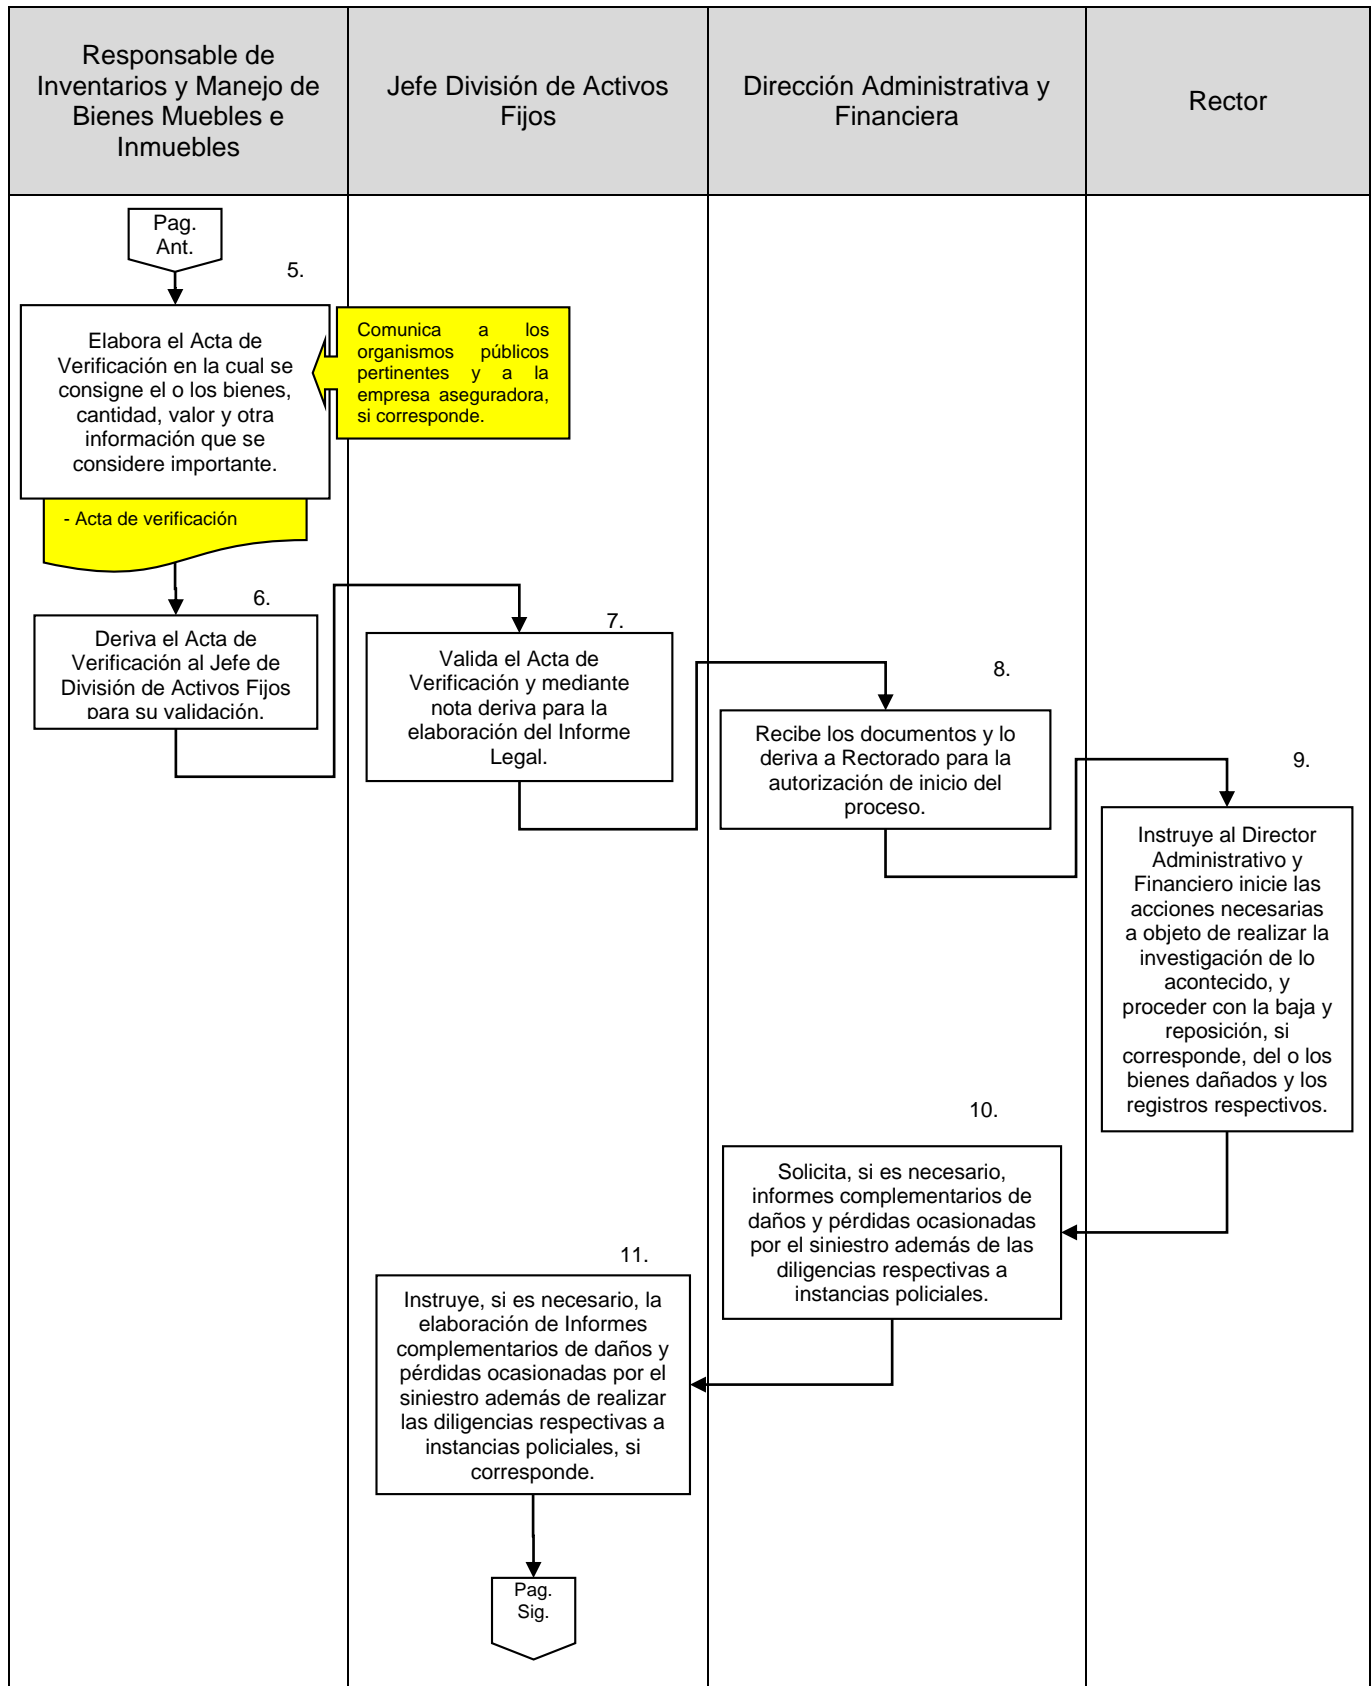 Responsable de
Inventarios y Manejo de
Bienes Muebles e
Inmuebles
Jefe División de Activos
Fijos
Dirección Administrativa y
Financiera
Rector
Pag.
Ant.
5.
Elabora el Acta de
Verificación en la cual se
consigne el o los bienes,
cantidad, valor y otra
información que se
considere importante.
Comunica a los
organismos públicos
pertinentes y a la
empresa aseguradora,
si corresponde.
- Acta de verificación
6.
Deriva el Acta de
Verificación al Jefe de
División de Activos Fijos
para su validación.
7.
Valida el Acta de
Verificación y mediante
nota deriva para la
elaboración del Informe
Legal.
8.
Recibe los documentos y lo
deriva a Rectorado para la
autorización de inicio del
proceso.
9.
Instruye al Director
Administrativo y
Financiero inicie las
acciones necesarias
a objeto de realizar la
investigación de lo
acontecido, y
proceder con la baja y
reposición, si
corresponde, del o los
bienes dañados y los
registros respectivos.
10.
Solicita, si es necesario,
informes complementarios de
daños y pérdidas ocasionadas
por el siniestro además de las
diligencias respectivas a
instancias policiales.
11.
Instruye, si es necesario, la
elaboración de Informes
complementarios de daños y
pérdidas ocasionadas por el
siniestro además de realizar
las diligencias respectivas a
instancias policiales, si
corresponde.
Pag.
Sig.